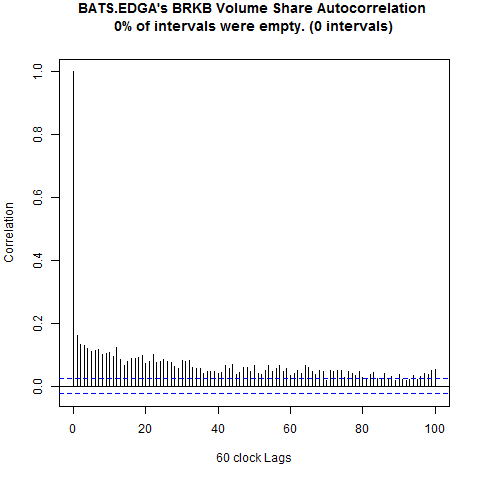 BATS.EDGA's BRKB Volume Share Autocorrelation
0% of intervals were empty. (0 intervals)
Correlation
1.0
0.8
0.6
0.4
0.2
0.0
0 20 40 60 80 100
60 clock Lags